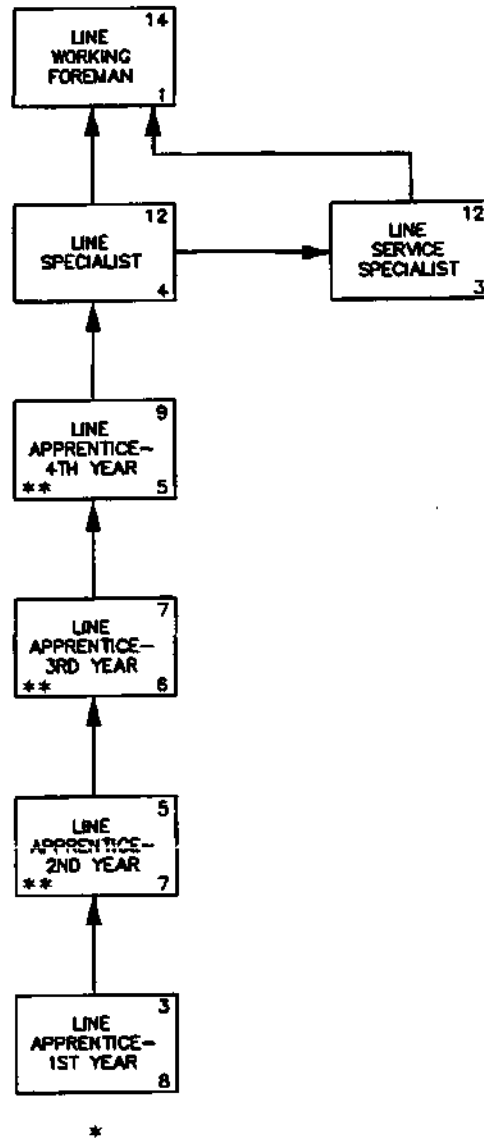 14
LINE
WORKING
FOREMAN
1
12
LINE
SPECIALIST
4
12
LINE
SERVICE
SPECIALIST
3
9
LINE
APPRENTICE-
4TH YEAR
** 5
7
LINE
APPRENTICE-
3RD YEAR
** 6
5
LINE
APPRENTICE-
2ND YEAR
** 7
3
LINE
APPRENTICE-
1ST YEAR
8
*